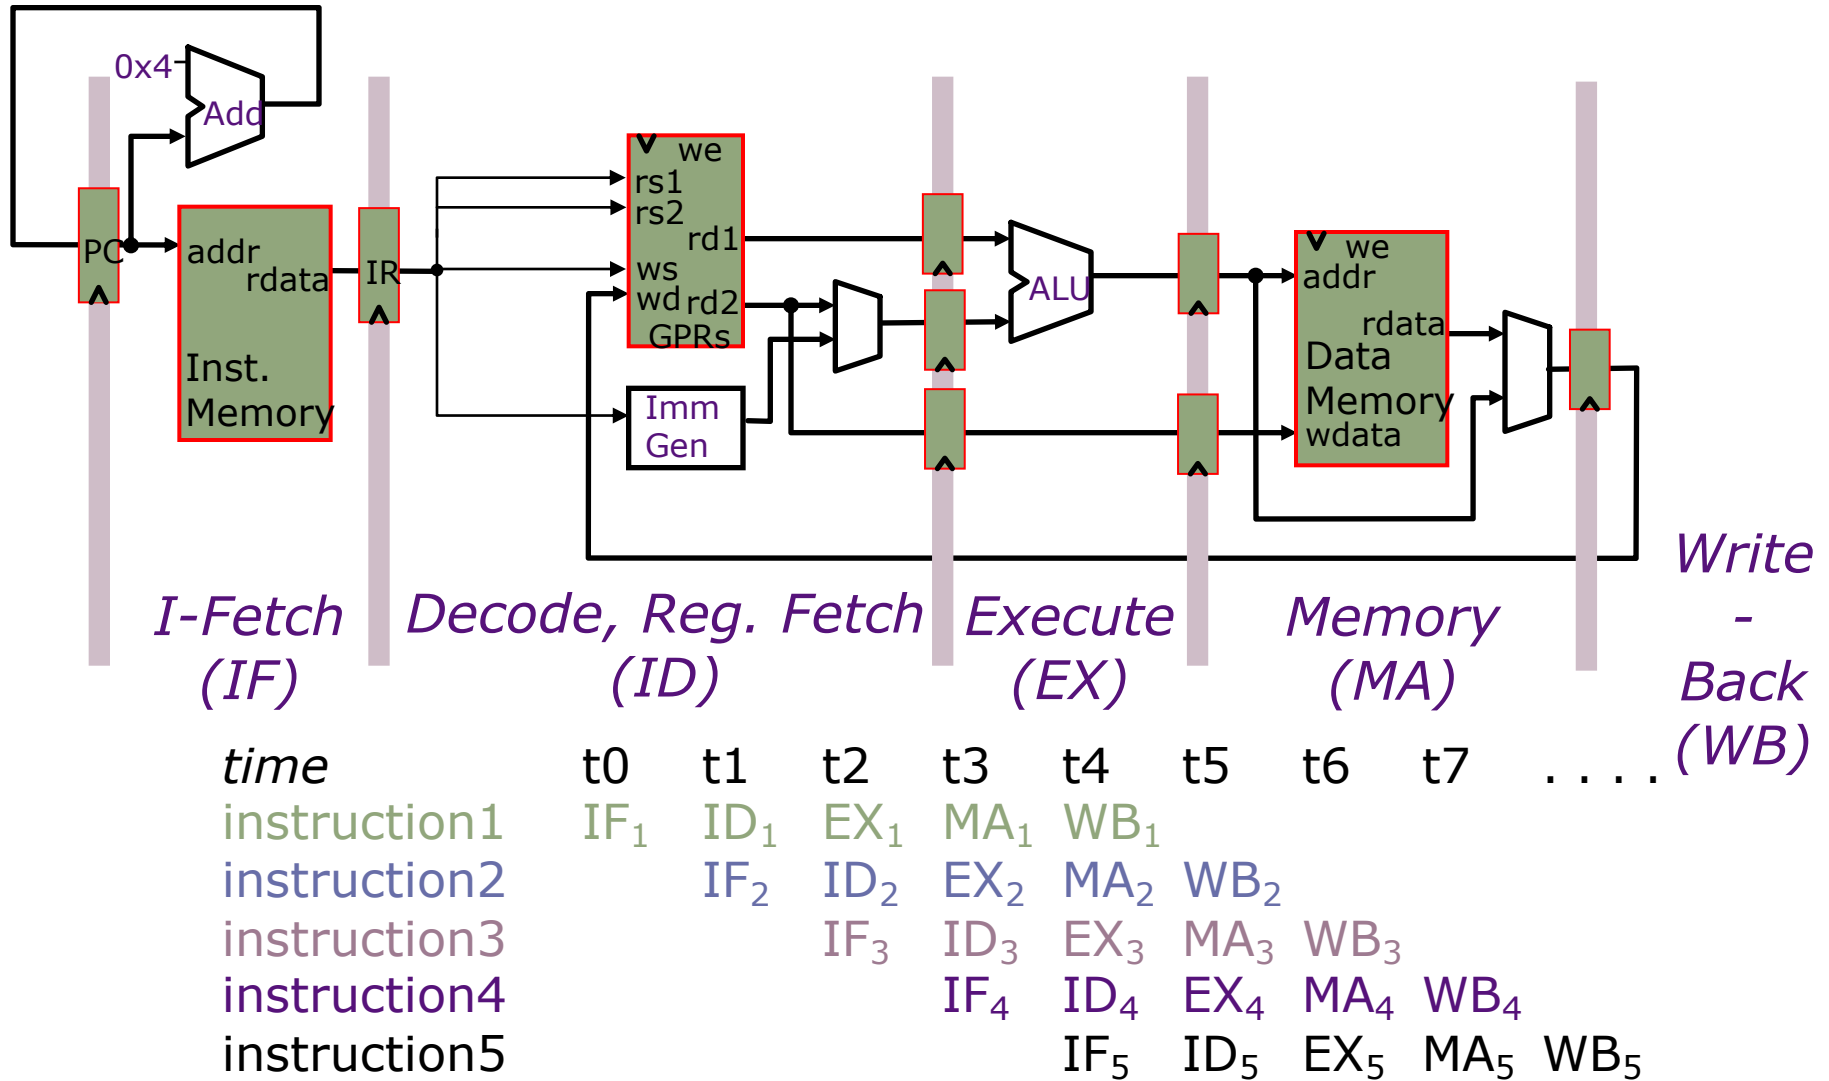 0x4
Add
PC
addr
rdata
Inst.
Memory
IR
we
rs1
rs2
rd1
ws
wd rd2
GPRs
Imm
Gen
ALU
we
addr
rdata
Data
Memory
wdata
I-Fetch
(IF)
Decode, Reg. Fetch
(ID)
Execute
(EX)
Memory
(MA)
Write
-
Back
(WB)
time t0 t1 t2 t3 t4 t5 t6 t7 . . . .
instruction1 IF₁ ID₁ EX₁ MA₁ WB₁
instruction2 IF₂ ID₂ EX₂ MA₂ WB₂
instruction3 IF₃ ID₃ EX₃ MA₃ WB₃
instruction4 IF₄ ID₄ EX₄ MA₄ WB₄
instruction5 IF₅ ID₅ EX₅ MA₅ WB₅